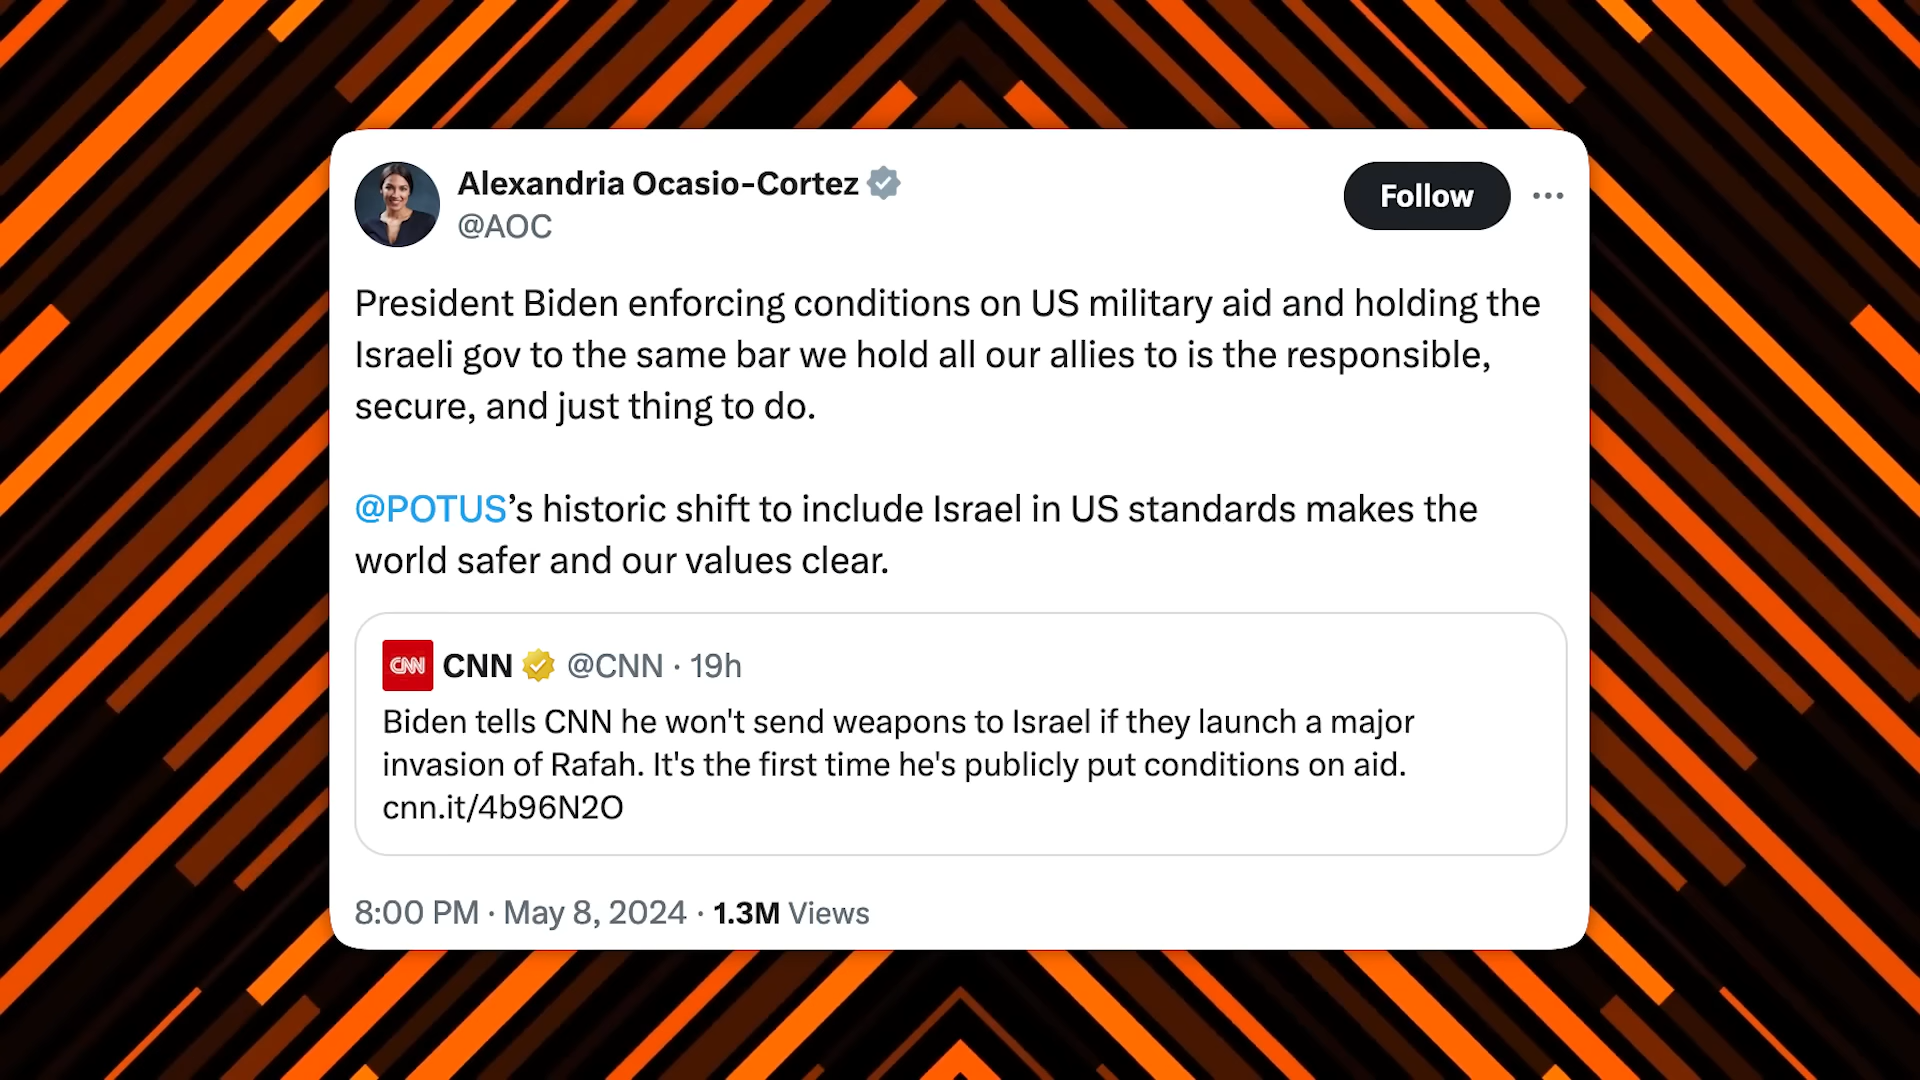 Alexandria Ocasio-Cortez
@AOC
Follow
President Biden enforcing conditions on US military aid and holding the
Israeli gov to the same bar we hold all our allies to is the responsible,
secure, and just thing to do.
@POTUS’s historic shift to include Israel in US standards makes the
world safer and our values clear.
CNN
CNN @CNN · 19h
Biden tells CNN he won't send weapons to Israel if they launch a major
invasion of Rafah. It's the first time he's publicly put conditions on aid.
cnn.it/4b96N2O
8:00 PM · May 8, 2024 · 1.3M Views